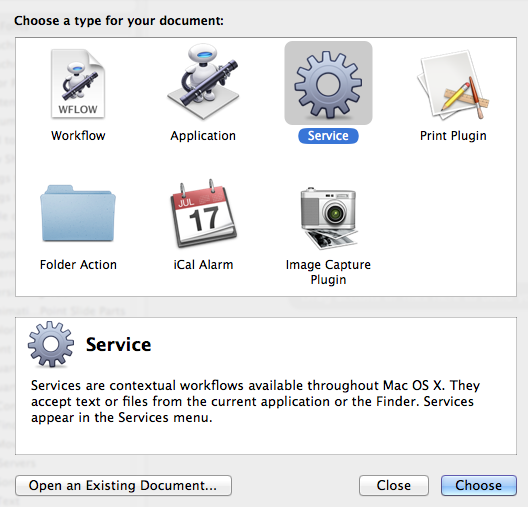 Choose a type for your document:
WFLOW
Workflow
Application
Service
Print Plugin
JUL
17
Folder Action
iCal Alarm
Image Capture
Plugin
Service
Services are contextual workflows available throughout Mac OS X. They
accept text or files from the current application or the Finder. Services
appear in the Services menu.
Open an Existing Document...
Close
Choose